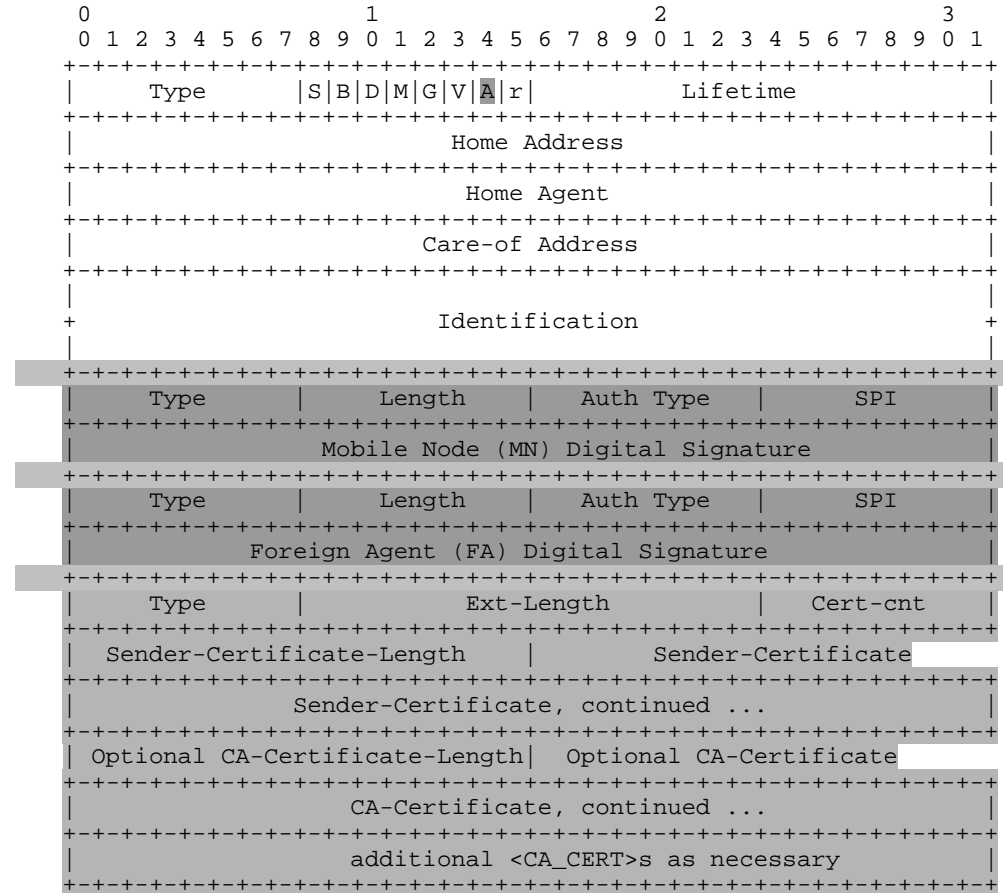 0                   1                   2                   3
 0 1 2 3 4 5 6 7 8 9 0 1 2 3 4 5 6 7 8 9 0 1 2 3 4 5 6 7 8 9 0 1
+-+-+-+-+-+-+-+-+-+-+-+-+-+-+-+-+-+-+-+-+-+-+-+-+-+-+-+-+-+-+-+-+
|     Type      |S|B|D|M|G|V|A|r|          Lifetime             |
+-+-+-+-+-+-+-+-+-+-+-+-+-+-+-+-+-+-+-+-+-+-+-+-+-+-+-+-+-+-+-+-+
|                          Home Address                         |
+-+-+-+-+-+-+-+-+-+-+-+-+-+-+-+-+-+-+-+-+-+-+-+-+-+-+-+-+-+-+-+-+
|                           Home Agent                          |
+-+-+-+-+-+-+-+-+-+-+-+-+-+-+-+-+-+-+-+-+-+-+-+-+-+-+-+-+-+-+-+-+
|                        Care-of Address                        |
+-+-+-+-+-+-+-+-+-+-+-+-+-+-+-+-+-+-+-+-+-+-+-+-+-+-+-+-+-+-+-+-+
|                                                               |
+                         Identification                        +
|                                                               |
+-+-+-+-+-+-+-+-+-+-+-+-+-+-+-+-+-+-+-+-+-+-+-+-+-+-+-+-+-+-+-+-+
|     Type      |     Length    |   Auth Type   |      SPI      |
+-+-+-+-+-+-+-+-+-+-+-+-+-+-+-+-+-+-+-+-+-+-+-+-+-+-+-+-+-+-+-+-+
|                 Mobile Node (MN) Digital Signature            |
+-+-+-+-+-+-+-+-+-+-+-+-+-+-+-+-+-+-+-+-+-+-+-+-+-+-+-+-+-+-+-+-+
|     Type      |     Length    |   Auth Type   |      SPI      |
+-+-+-+-+-+-+-+-+-+-+-+-+-+-+-+-+-+-+-+-+-+-+-+-+-+-+-+-+-+-+-+-+
|            Foreign Agent (FA) Digital Signature               |
+-+-+-+-+-+-+-+-+-+-+-+-+-+-+-+-+-+-+-+-+-+-+-+-+-+-+-+-+-+-+-+-+
|     Type      |           Ext-Length          |   Cert-cnt    |
+-+-+-+-+-+-+-+-+-+-+-+-+-+-+-+-+-+-+-+-+-+-+-+-+-+-+-+-+-+-+-+-+
|  Sender-Certificate-Length    |        Sender-Certificate
+-+-+-+-+-+-+-+-+-+-+-+-+-+-+-+-+-+-+-+-+-+-+-+-+-+-+-+-+-+-+-+-+
|               Sender-Certificate, continued ...               |
+-+-+-+-+-+-+-+-+-+-+-+-+-+-+-+-+-+-+-+-+-+-+-+-+-+-+-+-+-+-+-+-+
| Optional CA-Certificate-Length|  Optional CA-Certificate
+-+-+-+-+-+-+-+-+-+-+-+-+-+-+-+-+-+-+-+-+-+-+-+-+-+-+-+-+-+-+-+-+
|                   CA-Certificate, continued ...               |
+-+-+-+-+-+-+-+-+-+-+-+-+-+-+-+-+-+-+-+-+-+-+-+-+-+-+-+-+-+-+-+-+
|                   additional <CA_CERT>s as necessary          |
+-+-+-+-+-+-+-+-+-+-+-+-+-+-+-+-+-+-+-+-+-+-+-+-+-+-+-+-+-+-+-+-+